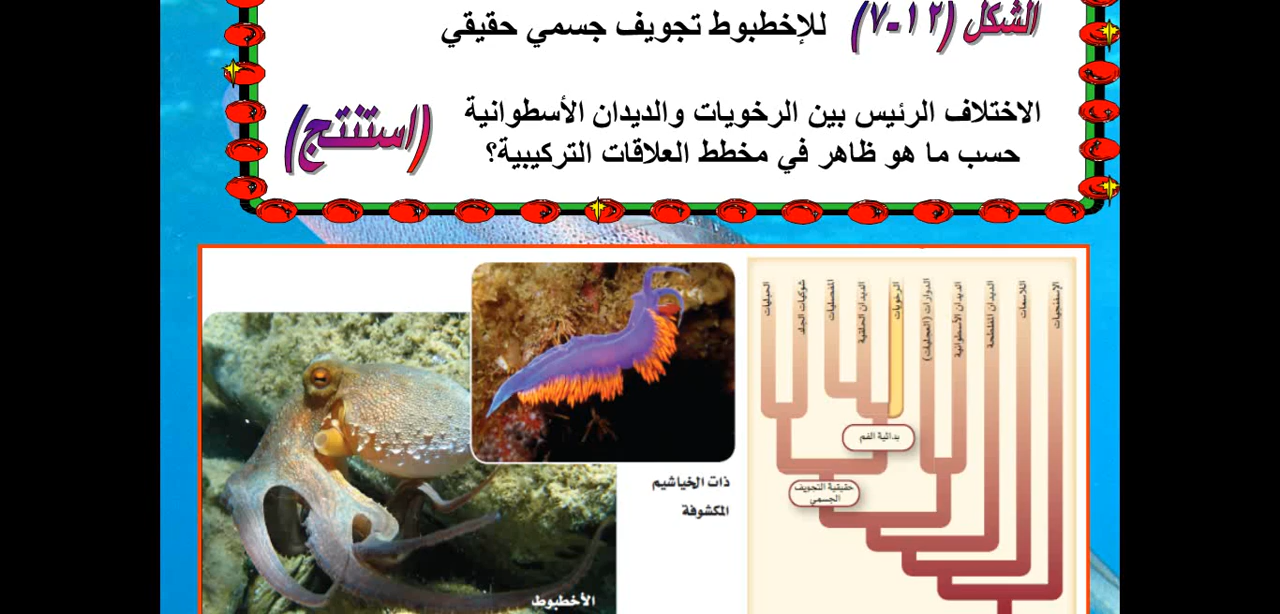 الشكل (١٢-٧) للإخطبوط تجويف جسمي حقيقي
الاختلاف الرئيس بين الرخويات والديدان الأسطوانية
حسب ما هو ظاهر في مخطط العلاقات التركيبية؟
(استنتج)
الحبليات
شوكيات الجلد
المفصليات
الديدان الحلقية
الرخويات
الدوارات (العجليات)
الديدان الأسطوانية
الديدان المفلطحة
اللاسعات
الإسفنجيات
بدائية الفم
حقيقية التجويف
الجسمي
ذات الخياشيم
المكشوفة
الأخطبوط